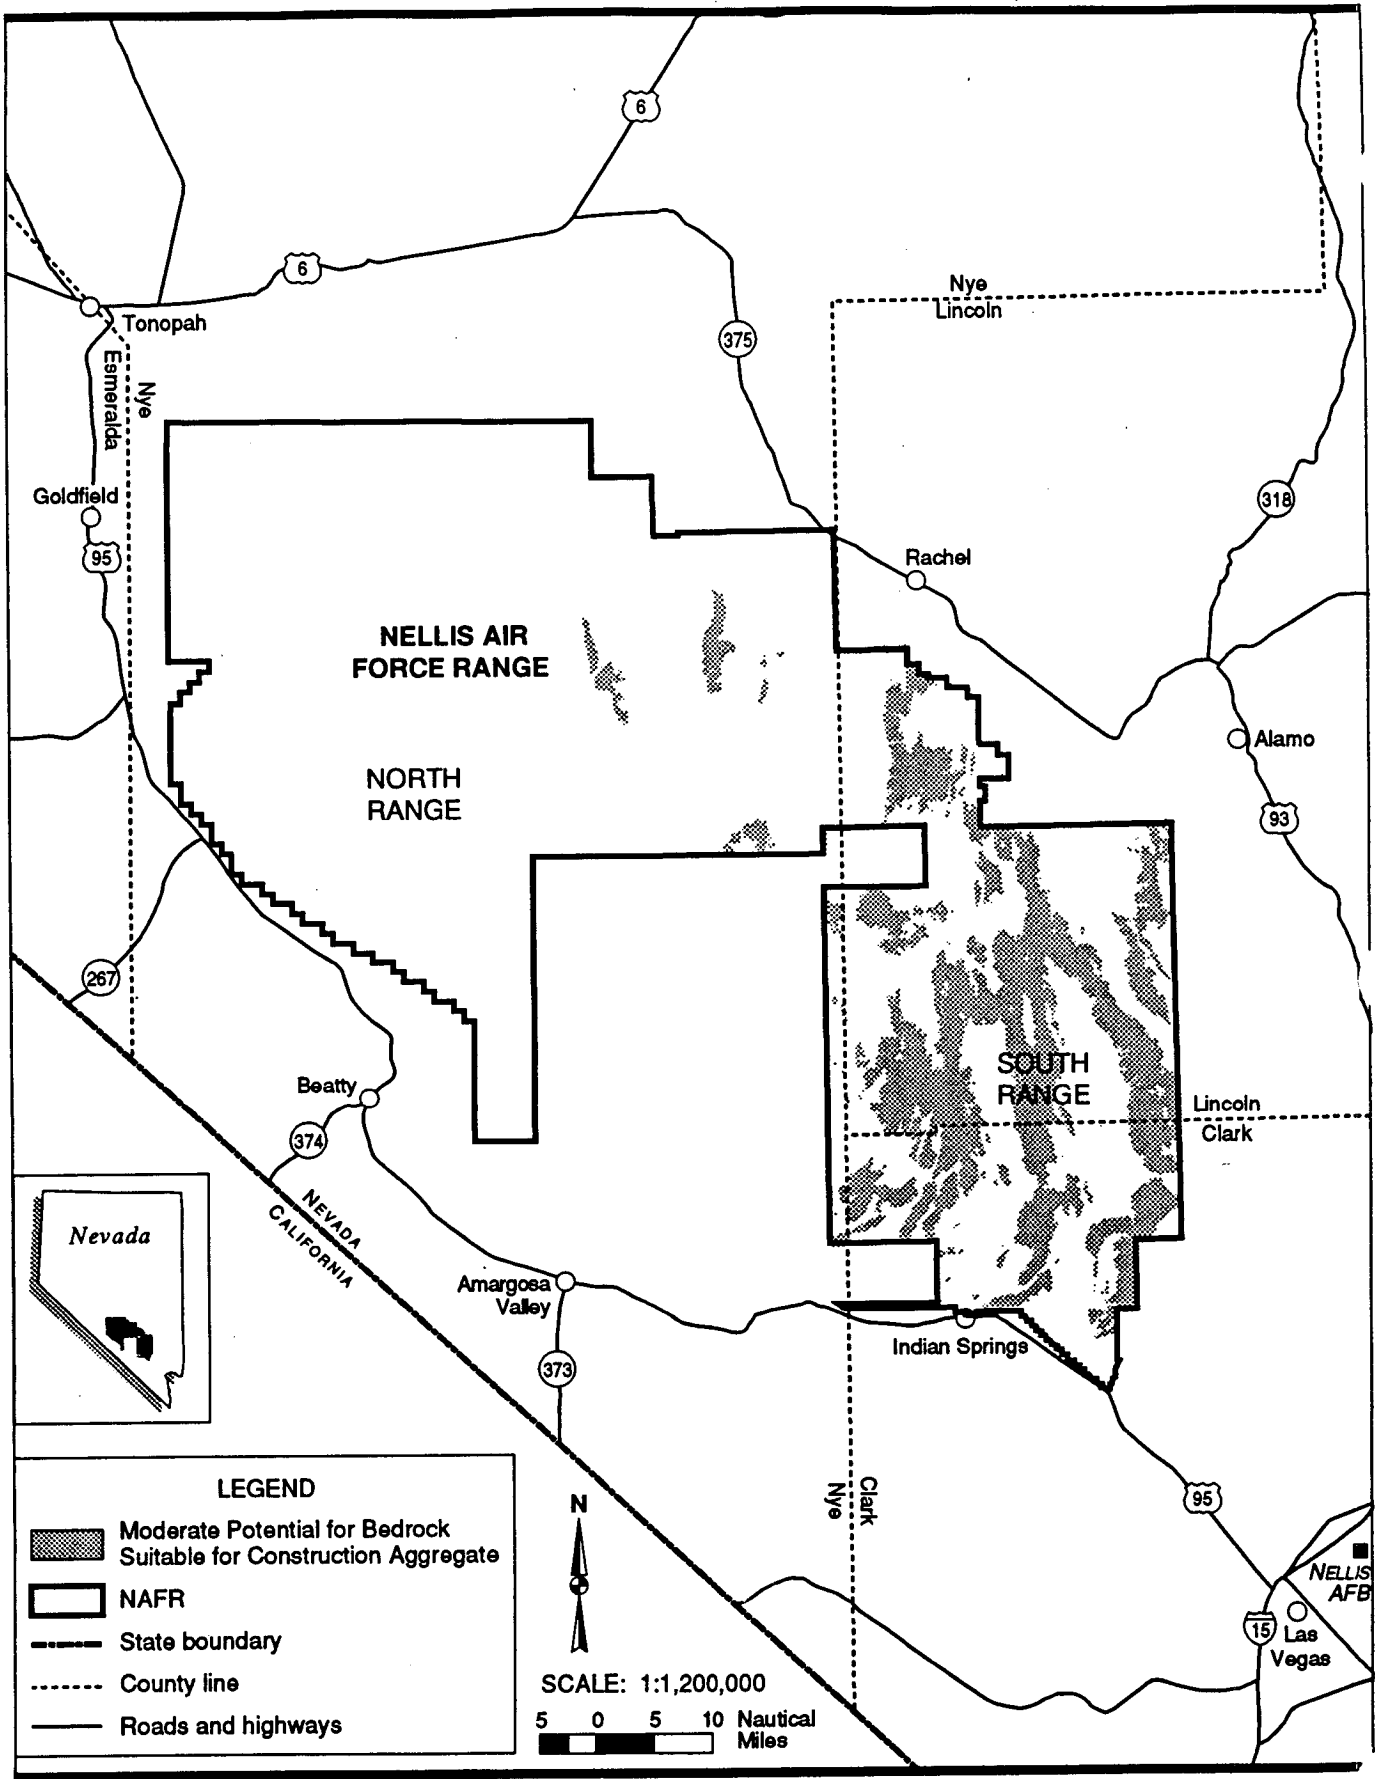 6
6
Nye
Lincoln
Tonopah
375
Esmeralda
Nye
Goldfield
318
95
Rachel
NELLIS AIR
FORCE RANGE
NORTH
RANGE
Alamo
93
267
SOUTH
RANGE
Beatty
Lincoln
Clark
374
NEVADA
CALIFORNIA
Nevada
Amargosa
Valley
Indian Springs
373
LEGEND
Moderate Potential for Bedrock
Suitable for Construction Aggregate
NAFR
State boundary
County line
Roads and highways
N
SCALE: 1:1,200,000
5 0 5 10 Nautical
Miles
Clark
Nye
95
NELLIS
AFB
15
Las
Vegas